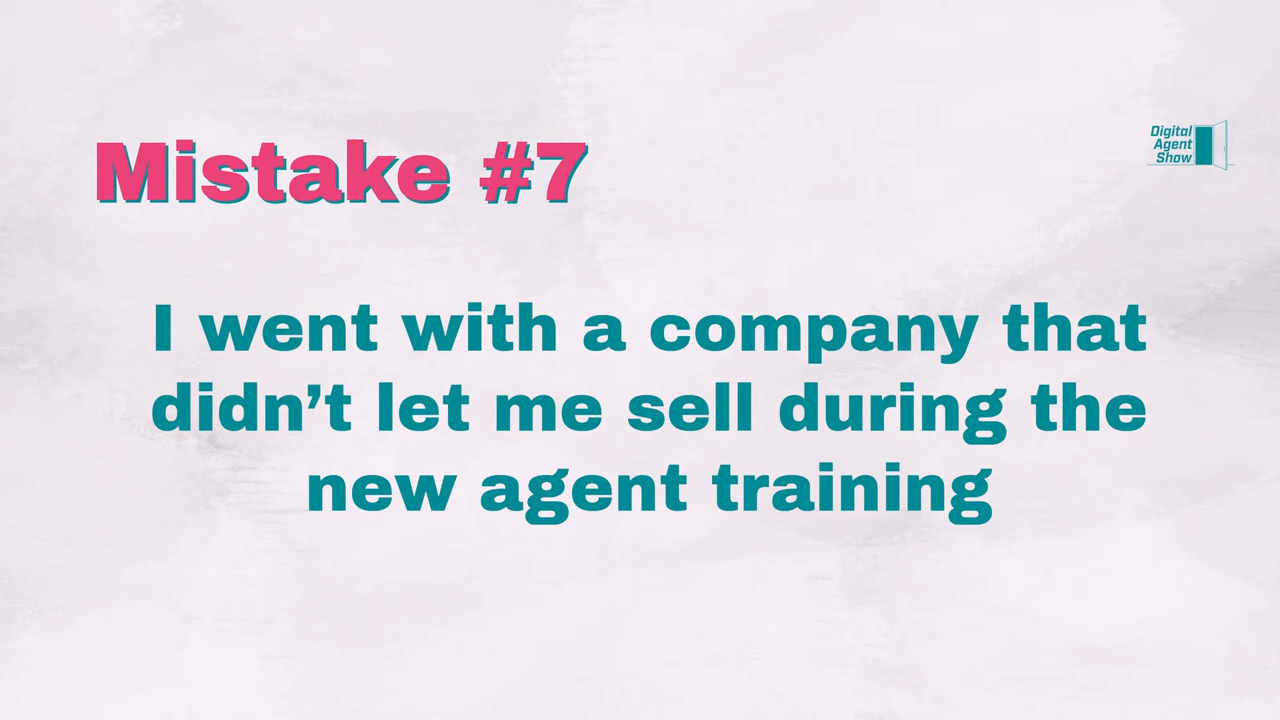 Mistake #7
Digital
Agent
Show
I went with a company that
didn’t let me sell during the
new agent training